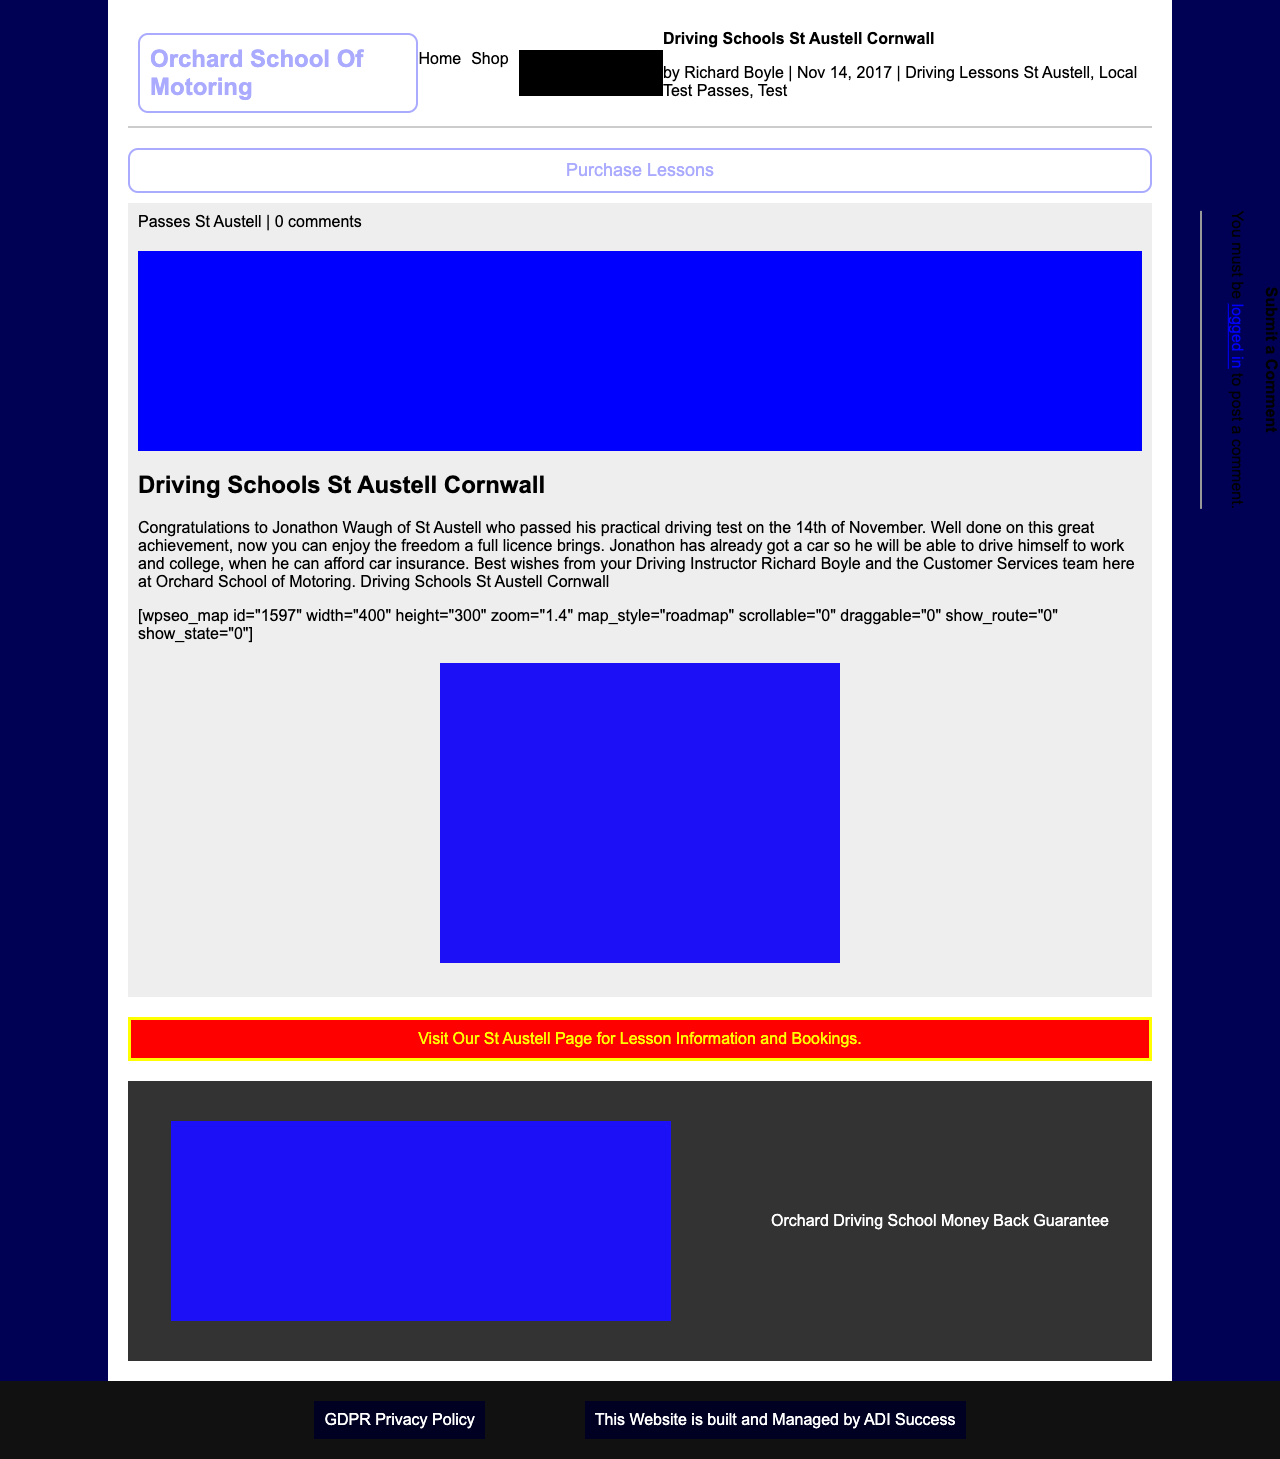 Orchard School Of
Motoring
Home
Shop
Driving Schools St Austell Cornwall
by Richard Boyle | Nov 14, 2017 | Driving Lessons St Austell, Local
Test Passes, Test
Purchase Lessons
Passes St Austell | 0 comments
Driving Schools St Austell Cornwall
Congratulations to Jonathon Waugh of St Austell who passed his practical driving test on the 14th of November. Well done on this great
achievement, now you can enjoy the freedom a full licence brings. Jonathon has already got a car so he will be able to drive himself to work
and college, when he can afford car insurance. Best wishes from your Driving Instructor Richard Boyle and the Customer Services team here
at Orchard School of Motoring. Driving Schools St Austell Cornwall
[wpseo_map id="1597" width="400" height="300" zoom="1.4" map_style="roadmap" scrollable="0" draggable="0" show_route="0"
show_state="0"]
Submit a Comment
You must be logged in to post a comment.
Visit Our St Austell Page for Lesson Information and Bookings.
Orchard Driving School Money Back Guarantee
GDPR Privacy Policy
This Website is built and Managed by ADI Success